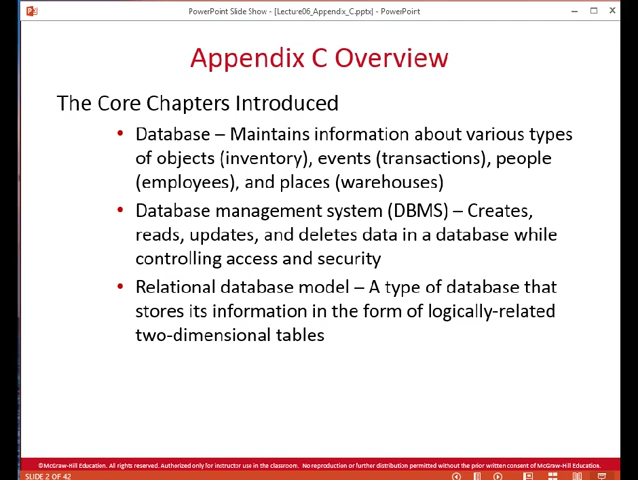 PowerPoint Slide Show - [Lecture06_Appendix_C.pptx] - PowerPoint
Appendix C Overview
The Core Chapters Introduced
• Database – Maintains information about various types
of objects (inventory), events (transactions), people
(employees), and places (warehouses)
• Database management system (DBMS) – Creates,
reads, updates, and deletes data in a database while
controlling access and security
• Relational database model – A type of database that
stores its information in the form of logically-related
two-dimensional tables
©McGraw-Hill Education. All rights reserved. Authorized only for instructor use in the classroom. No reproduction or further distribution permitted without the prior written consent of McGraw-Hill Education.
SLIDE 2 OF 42